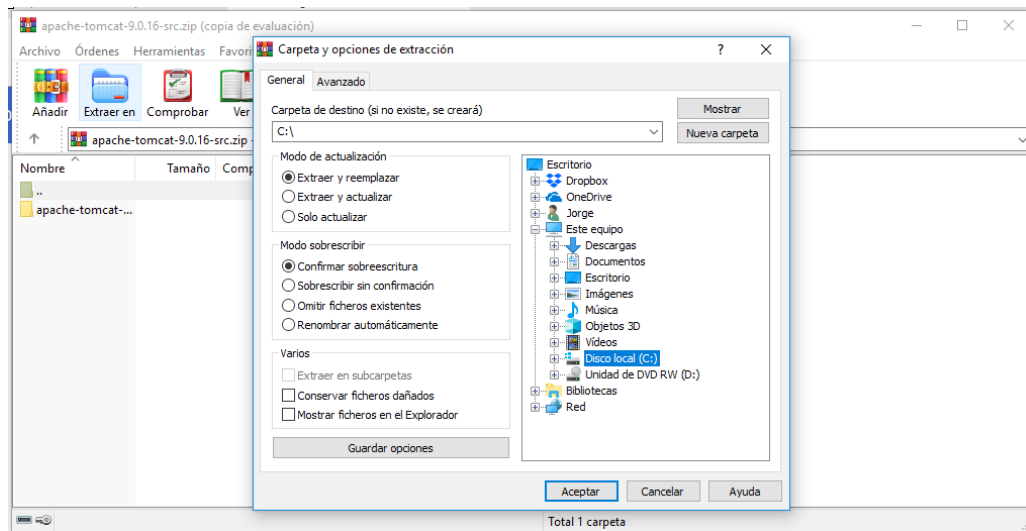 apache-tomcat-9.0.16-src.zip (copia de evaluación)
Archivo Órdenes Herramientas Favori
Añadir Extraer en Comprobar Ver
apache-tomcat-9.0.16-src.zip -
Nombre Tamaño Comp
..
apache-tomcat-...
Carpeta y opciones de extracción
? X
General Avanzado
Carpeta de destino (si no existe, se creará)
C:\
Mostrar
Nueva carpeta
Modo de actualización
Extraer y reemplazar
Extraer y actualizar
Solo actualizar
Modo sobrescribir
Confirmar sobreescritura
Sobrescribir sin confirmación
Omitir ficheros existentes
Renombrar automáticamente
Varios
Extraer en subcarpetas
Conservar ficheros dañados
Mostrar ficheros en el Explorador
Guardar opciones
Escritorio
Dropbox
OneDrive
Jorge
Este equipo
Descargas
Documentos
Escritorio
Imágenes
Música
Objetos 3D
Vídeos
Disco local (C:)
Unidad de DVD RW (D:)
Bibliotecas
Red
Aceptar Cancelar Ayuda
Total 1 carpeta